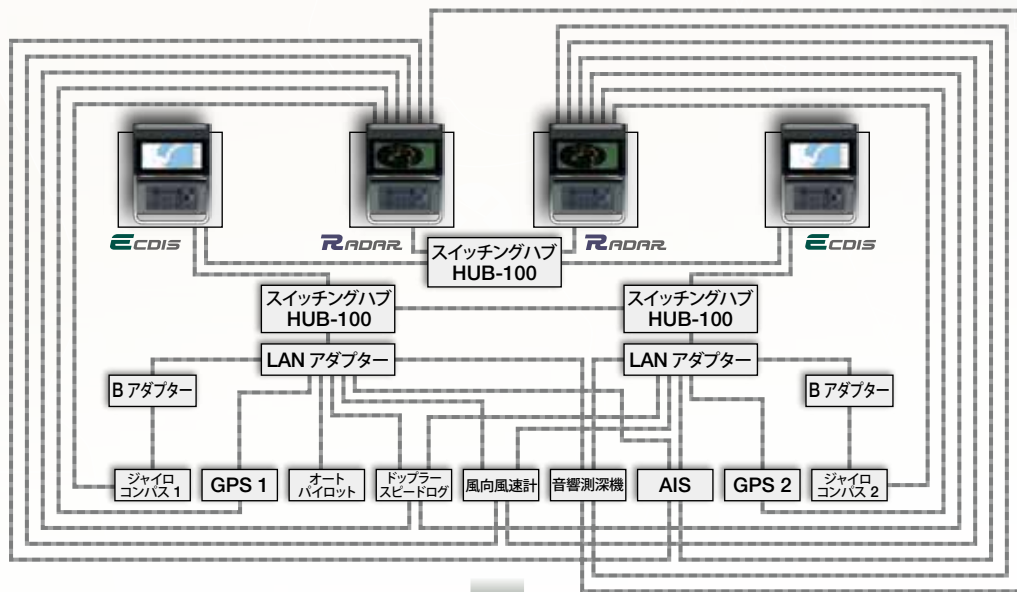 ECDIS
RADAR
RADAR
ECDIS
スイッチングハブ
HUB-100
スイッチングハブ
HUB-100
スイッチングハブ
HUB-100
LAN アダプター
LAN アダプター
B アダプター
B アダプター
ジャイロ
コンパス 1
GPS 1
オート
パイロット
ドップラー
スピードログ
風向風速計
音響測深機
AIS
GPS 2
ジャイロ
コンパス 2